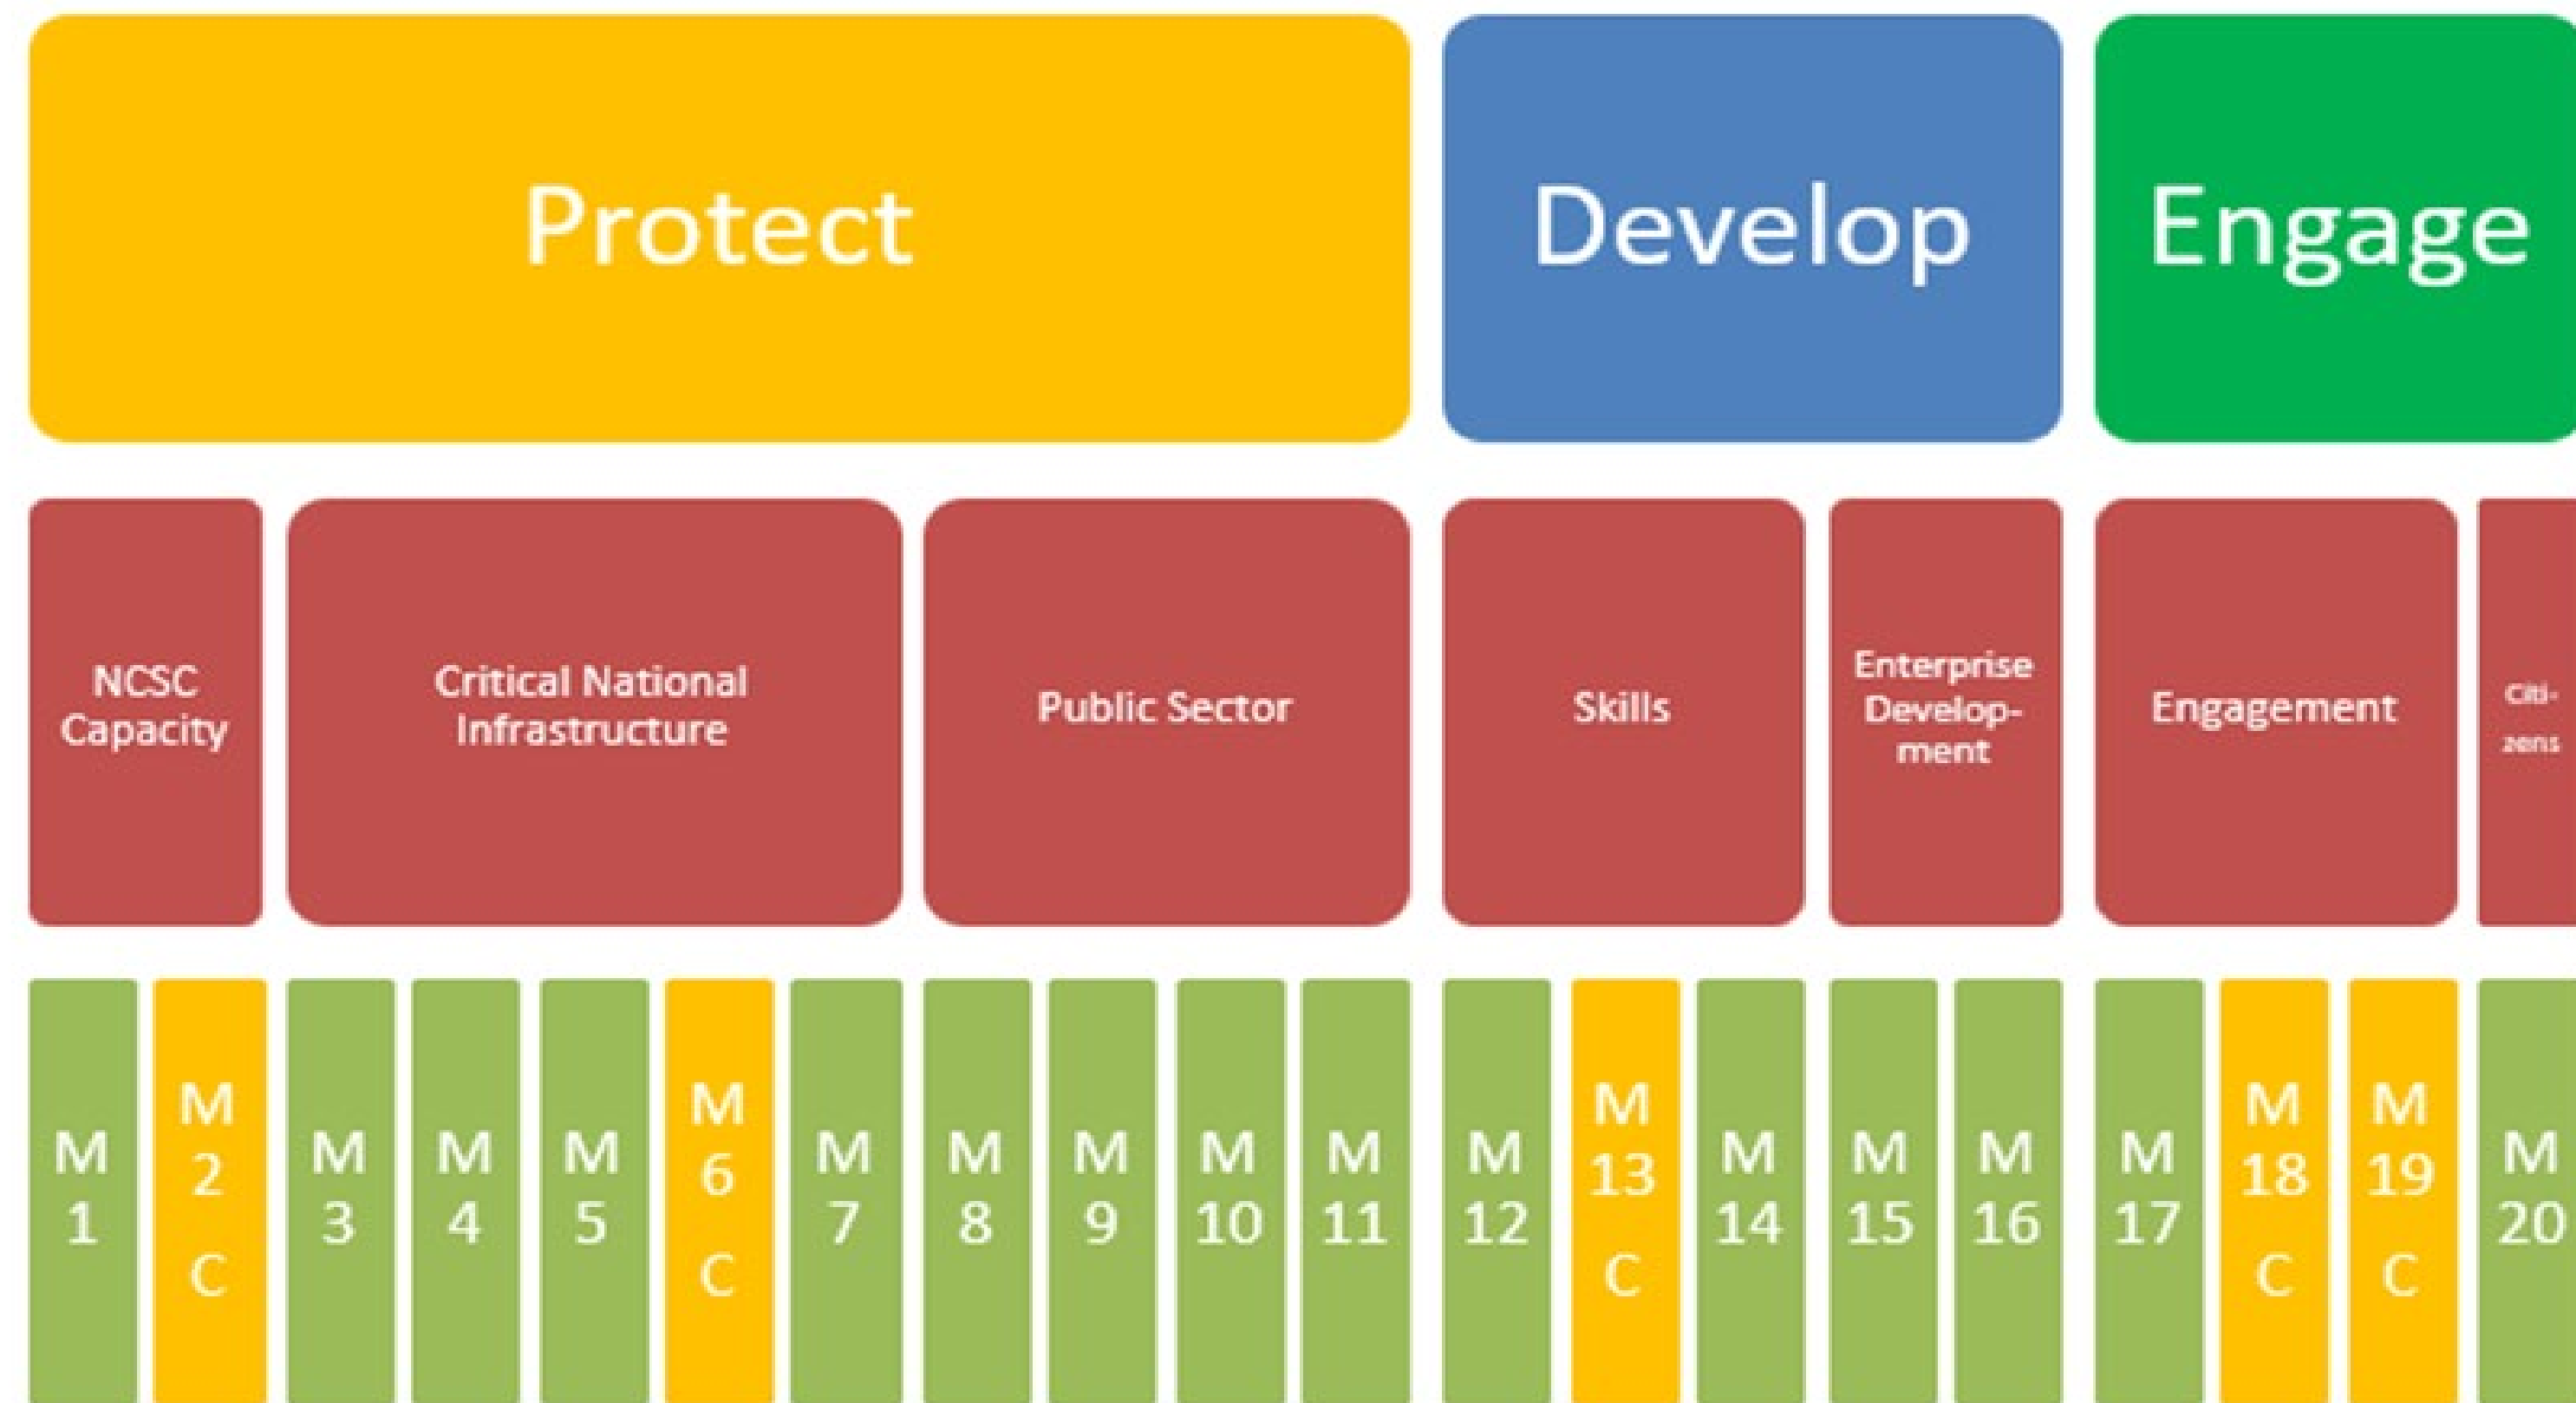 Protect
Develop
Engage
NCSC
Capacity
Critical National
Infrastructure
Public Sector
Skills
Enterprise
Develop-
ment
Engagement
Citi-
zens
M
1
M
2
C
M
3
M
4
M
5
M
6
C
M
7
M
8
M
9
M
10
M
11
M
12
M
13
C
M
14
M
15
M
16
M
17
M
18
C
M
19
C
M
20